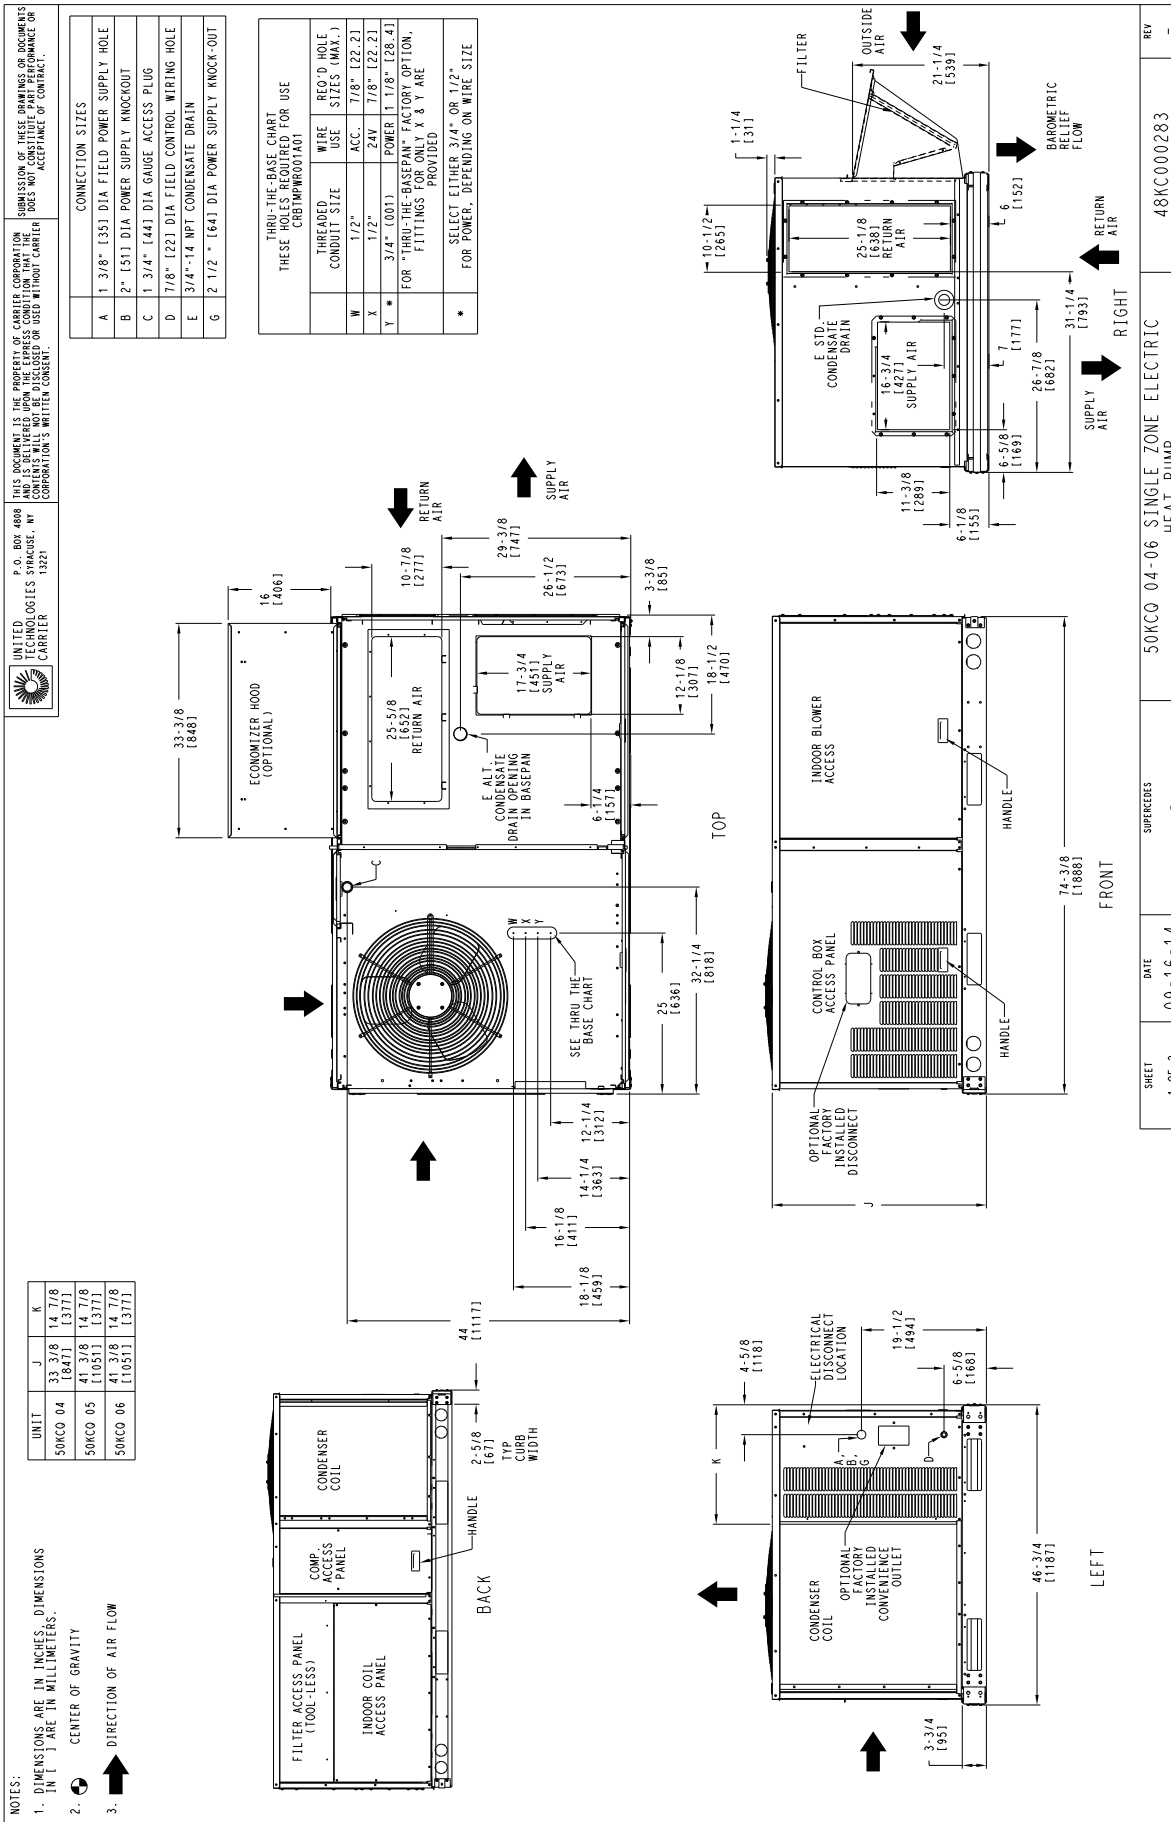 NOTES:
1. DIMENSIONS ARE IN INCHES, DIMENSIONS
IN [ ] ARE IN MILLIMETERS.
2. CENTER OF GRAVITY
3. DIRECTION OF AIR FLOW
UNIT J K
50KCQ 04 33 3/8 [847] 14 7/8 [377]
50KCQ 05 41 3/8 [1051] 14 7/8 [377]
50KCQ 06 41 3/8 [1051] 14 7/8 [377]
UNITED
TECHNOLOGIES
CARRIER
P.O. BOX 4808
SYRACUSE, NY
13221
THIS DOCUMENT IS THE PROPERTY OF CARRIER CORPORATION
AND IS DELIVERED UPON THE EXPRESS CONDITION THAT THE
CONTENTS WILL NOT BE DISCLOSED OR USED WITHOUT CARRIER
CORPORATION'S WRITTEN CONSENT.
SUBMISSION OF THESE DRAWINGS OR DOCUMENTS
DOES NOT CONSTITUTE PART PERFORMANCE OR
ACCEPTANCE OF CONTRACT.
CONNECTION SIZES
A 1 3/8" [35] DIA FIELD POWER SUPPLY HOLE
B 2" [51] DIA POWER SUPPLY KNOCKOUT
C 1 3/4" [44] DIA GAUGE ACCESS PLUG
D 7/8" [22] DIA FIELD CONTROL WIRING HOLE
E 3/4"-14 NPT CONDENSATE DRAIN
G 2 1/2 " [64] DIA POWER SUPPLY KNOCK-OUT
THRU-THE-BASE CHART
THESE HOLES REQUIRED FOR USE
CRBTMPWR001A01
THREADED CONDUIT SIZE WIRE USE REQ'D HOLE SIZES (MAX.)
W 1/2" ACC. 7/8" [22.2]
X 1/2" 24V 7/8" [22.2]
Y * 3/4" (001) POWER 1 1/8" [28.4]
FOR "THRU-THE-BASEPAN" FACTORY OPTION,
FITTINGS FOR ONLY X & Y ARE
PROVIDED
* SELECT EITHER 3/4" OR 1/2"
FOR POWER, DEPENDING ON WIRE SIZE
FILTER ACCESS PANEL
(TOOL-LESS)
INDOOR COIL
ACCESS PANEL
COMP.
ACCESS
PANEL
CONDENSER
COIL
HANDLE
2-5/8
[67]
TYP
CURB
WIDTH
BACK
33-3/8
[848]
16
[406]
ECONOMIZER HOOD
(OPTIONAL)
C
W
X
Y
SEE THRU THE
BASE CHART
25-5/8
[652]
RETURN AIR
17-3/4
[451]
SUPPLY
AIR
E ALT.
CONDENSATE
DRAIN OPENING
IN BASEPAN
6-1/4
[157]
10-7/8
[277]
RETURN
AIR
SUPPLY
AIR
29-3/8
[747]
26-1/2
[673]
3-3/8
[85]
12-1/8
[307]
18-1/2
[470]
44
[1117]
18-1/8
[459]
16-1/8
[411]
14-1/4
[363]
12-1/4
[312]
25
[636]
32-1/4
[818]
TOP
CONDENSER
COIL
OPTIONAL
FACTORY
INSTALLED
CONVENIENCE
OUTLET
A,
B,
G
D
K
4-5/8
[118]
ELECTRICAL
DISCONNECT
LOCATION
19-1/2
[494]
6-5/8
[168]
3-3/4
[95]
46-3/4
[1187]
LEFT
J
OPTIONAL
FACTORY
INSTALLED
DISCONNECT
CONTROL BOX
ACCESS PANEL
INDOOR BLOWER
ACCESS
HANDLE
HANDLE
74-3/8
[1888]
FRONT
1-1/4
[31]
10-1/2
[265]
FILTER
OUTSIDE
AIR
21-1/4
[539]
BAROMETRIC
RELIEF
FLOW
25-1/8
[638]
RETURN
AIR
E STD.
CONDENSATE
DRAIN
16-3/4
[427]
SUPPLY AIR
11-3/8
[289]
6-1/8
[155]
6-5/8
[169]
7
[177]
6
[152]
26-7/8
[682]
31-1/4
[793]
SUPPLY
AIR
RETURN
AIR
RIGHT
SHEET
DATE
SUPERCEDES
50KCQ 04-06 SINGLE ZONE ELECTRIC
HEAT PUMP
48KC000283
REV